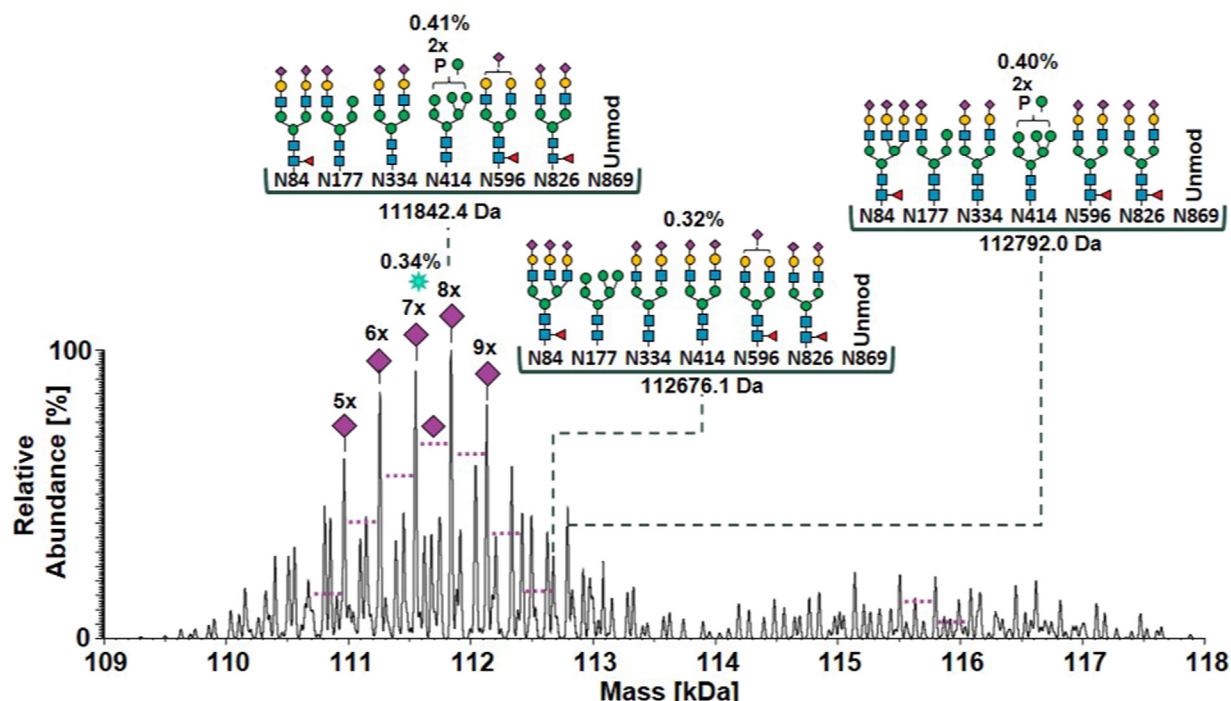 0.41%
2x
P
Unmod
N84 N177 N334 N414 N596 N826 N869
111842.4 Da
0.40%
2x
P
Unmod
N84 N177 N334 N414 N596 N826 N869
112792.0 Da
0.32%
Unmod
N84 N177 N334 N414 N596 N826 N869
112676.1 Da
0.34%
5x
6x
7x
8x
9x
Relative
Abundance [%]
100
0
109 110 111 112 113 114 115 116 117 118
Mass [kDa]